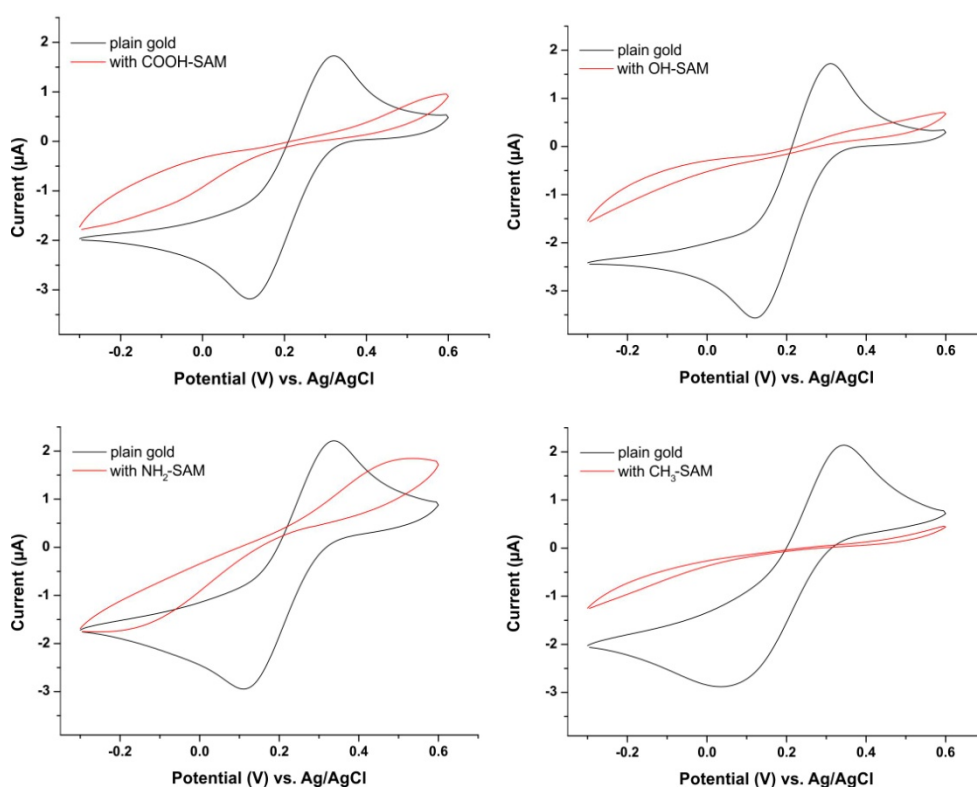 plain gold
with COOH-SAM
2
1
0
-1
-2
-3
Current (µA)
-0.2 0.0 0.2 0.4 0.6
Potential (V) vs. Ag/AgCl
plain gold
with OH-SAM
2
1
0
-1
-2
-3
Current (µA)
-0.2 0.0 0.2 0.4 0.6
Potential (V) vs. Ag/AgCl
plain gold
with NH₂-SAM
2
1
0
-1
-2
-3
Current (µA)
-0.2 0.0 0.2 0.4 0.6
Potential (V) vs. Ag/AgCl
plain gold
with CH₃-SAM
2
1
0
-1
-2
-3
Current (µA)
-0.2 0.0 0.2 0.4 0.6
Potential (V) vs. Ag/AgCl